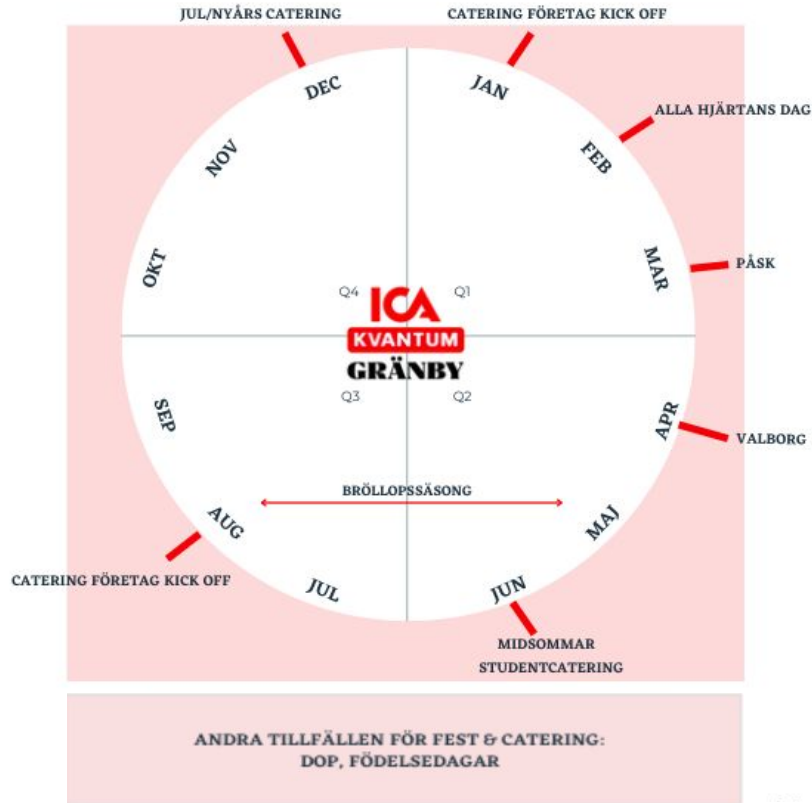 JUL/NYÅRS CATERING
CATERING FÖRETAG KICK OFF
DEC
JAN
ALLA HJÄRTANS DAG
NOV
FEB
OKT
MAR
PÅSK
Q4
Q1
ICA
KVANTUM
GRÄNBY
Q3
Q2
SEP
APR
VALBORG
BRÖLLOPSSÄSONG
AUG
MAJ
CATERING FÖRETAG KICK OFF
JUL
JUN
MIDSOMMAR
STUDENTCATERING
ANDRA TILLFÄLLEN FÖR FEST & CATERING:
DOP, FÖDELSEDAGAR